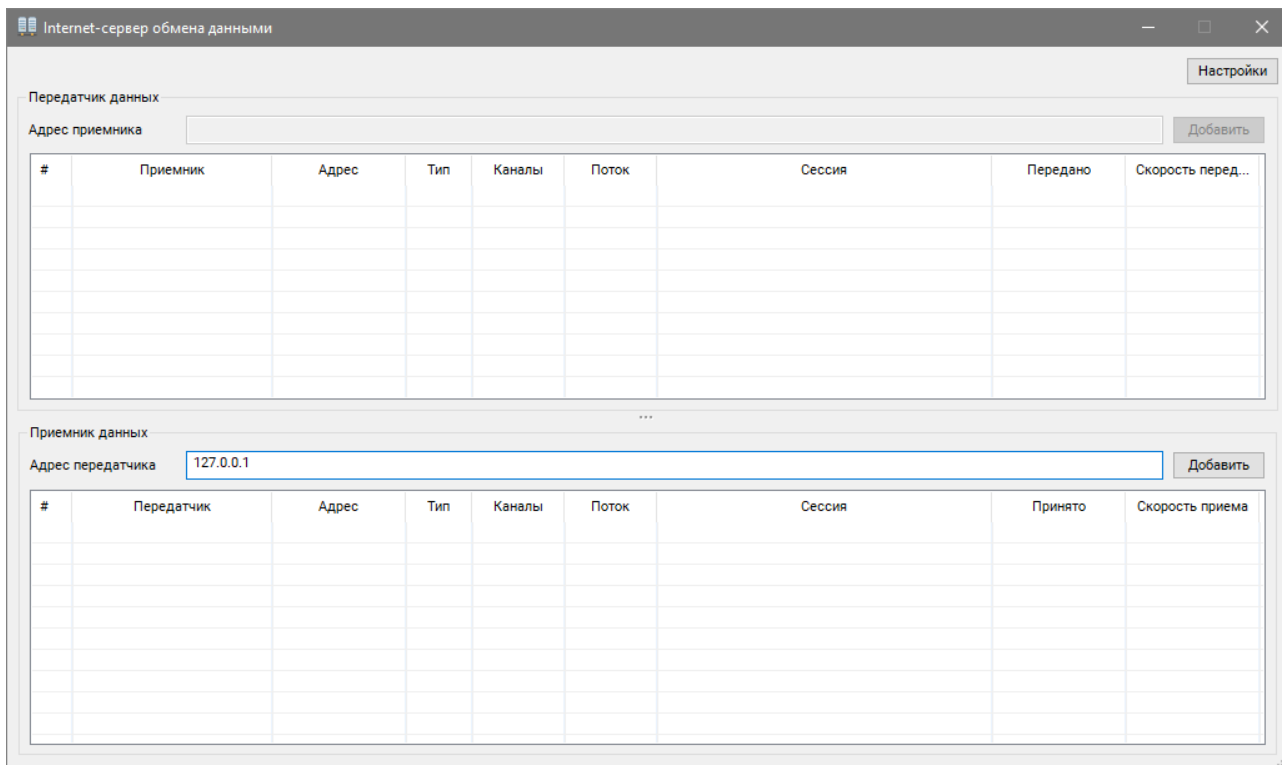 Internet-сервер обмена данными
Настройки
Передатчик данных
Адрес приемника Добавить
# Приемник Адрес Тип Каналы Поток Сессия Передано Скорость перед...
Приемник данных
Адрес передатчика 127.0.0.1 Добавить
# Передатчик Адрес Тип Каналы Поток Сессия Принято Скорость приема